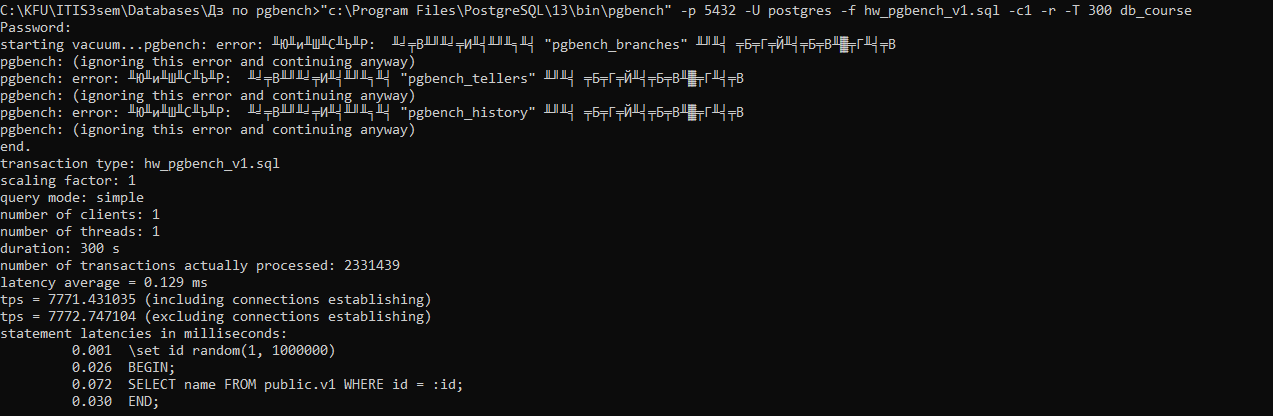 C:\KFU\ITIS3sem\Databases\Дз по pgbench>"c:\Program Files\PostgreSQL\13\bin\pgbench" -p 5432 -U postgres -f hw_pgbench_v1.sql -c1 -r -T 300 db_course
Password:
starting vacuum...pgbench: error: "pgbench_branches"
pgbench: (ignoring this error and continuing anyway)
pgbench: error: "pgbench_tellers"
pgbench: (ignoring this error and continuing anyway)
pgbench: error: "pgbench_history"
pgbench: (ignoring this error and continuing anyway)
end.
transaction type: hw_pgbench_v1.sql
scaling factor: 1
query mode: simple
number of clients: 1
number of threads: 1
duration: 300 s
number of transactions actually processed: 2331439
latency average = 0.129 ms
tps = 7771.431035 (including connections establishing)
tps = 7772.747104 (excluding connections establishing)
statement latencies in milliseconds:
0.001 \set id random(1, 1000000)
0.026 BEGIN;
0.072 SELECT name FROM public.v1 WHERE id = :id;
0.030 END;